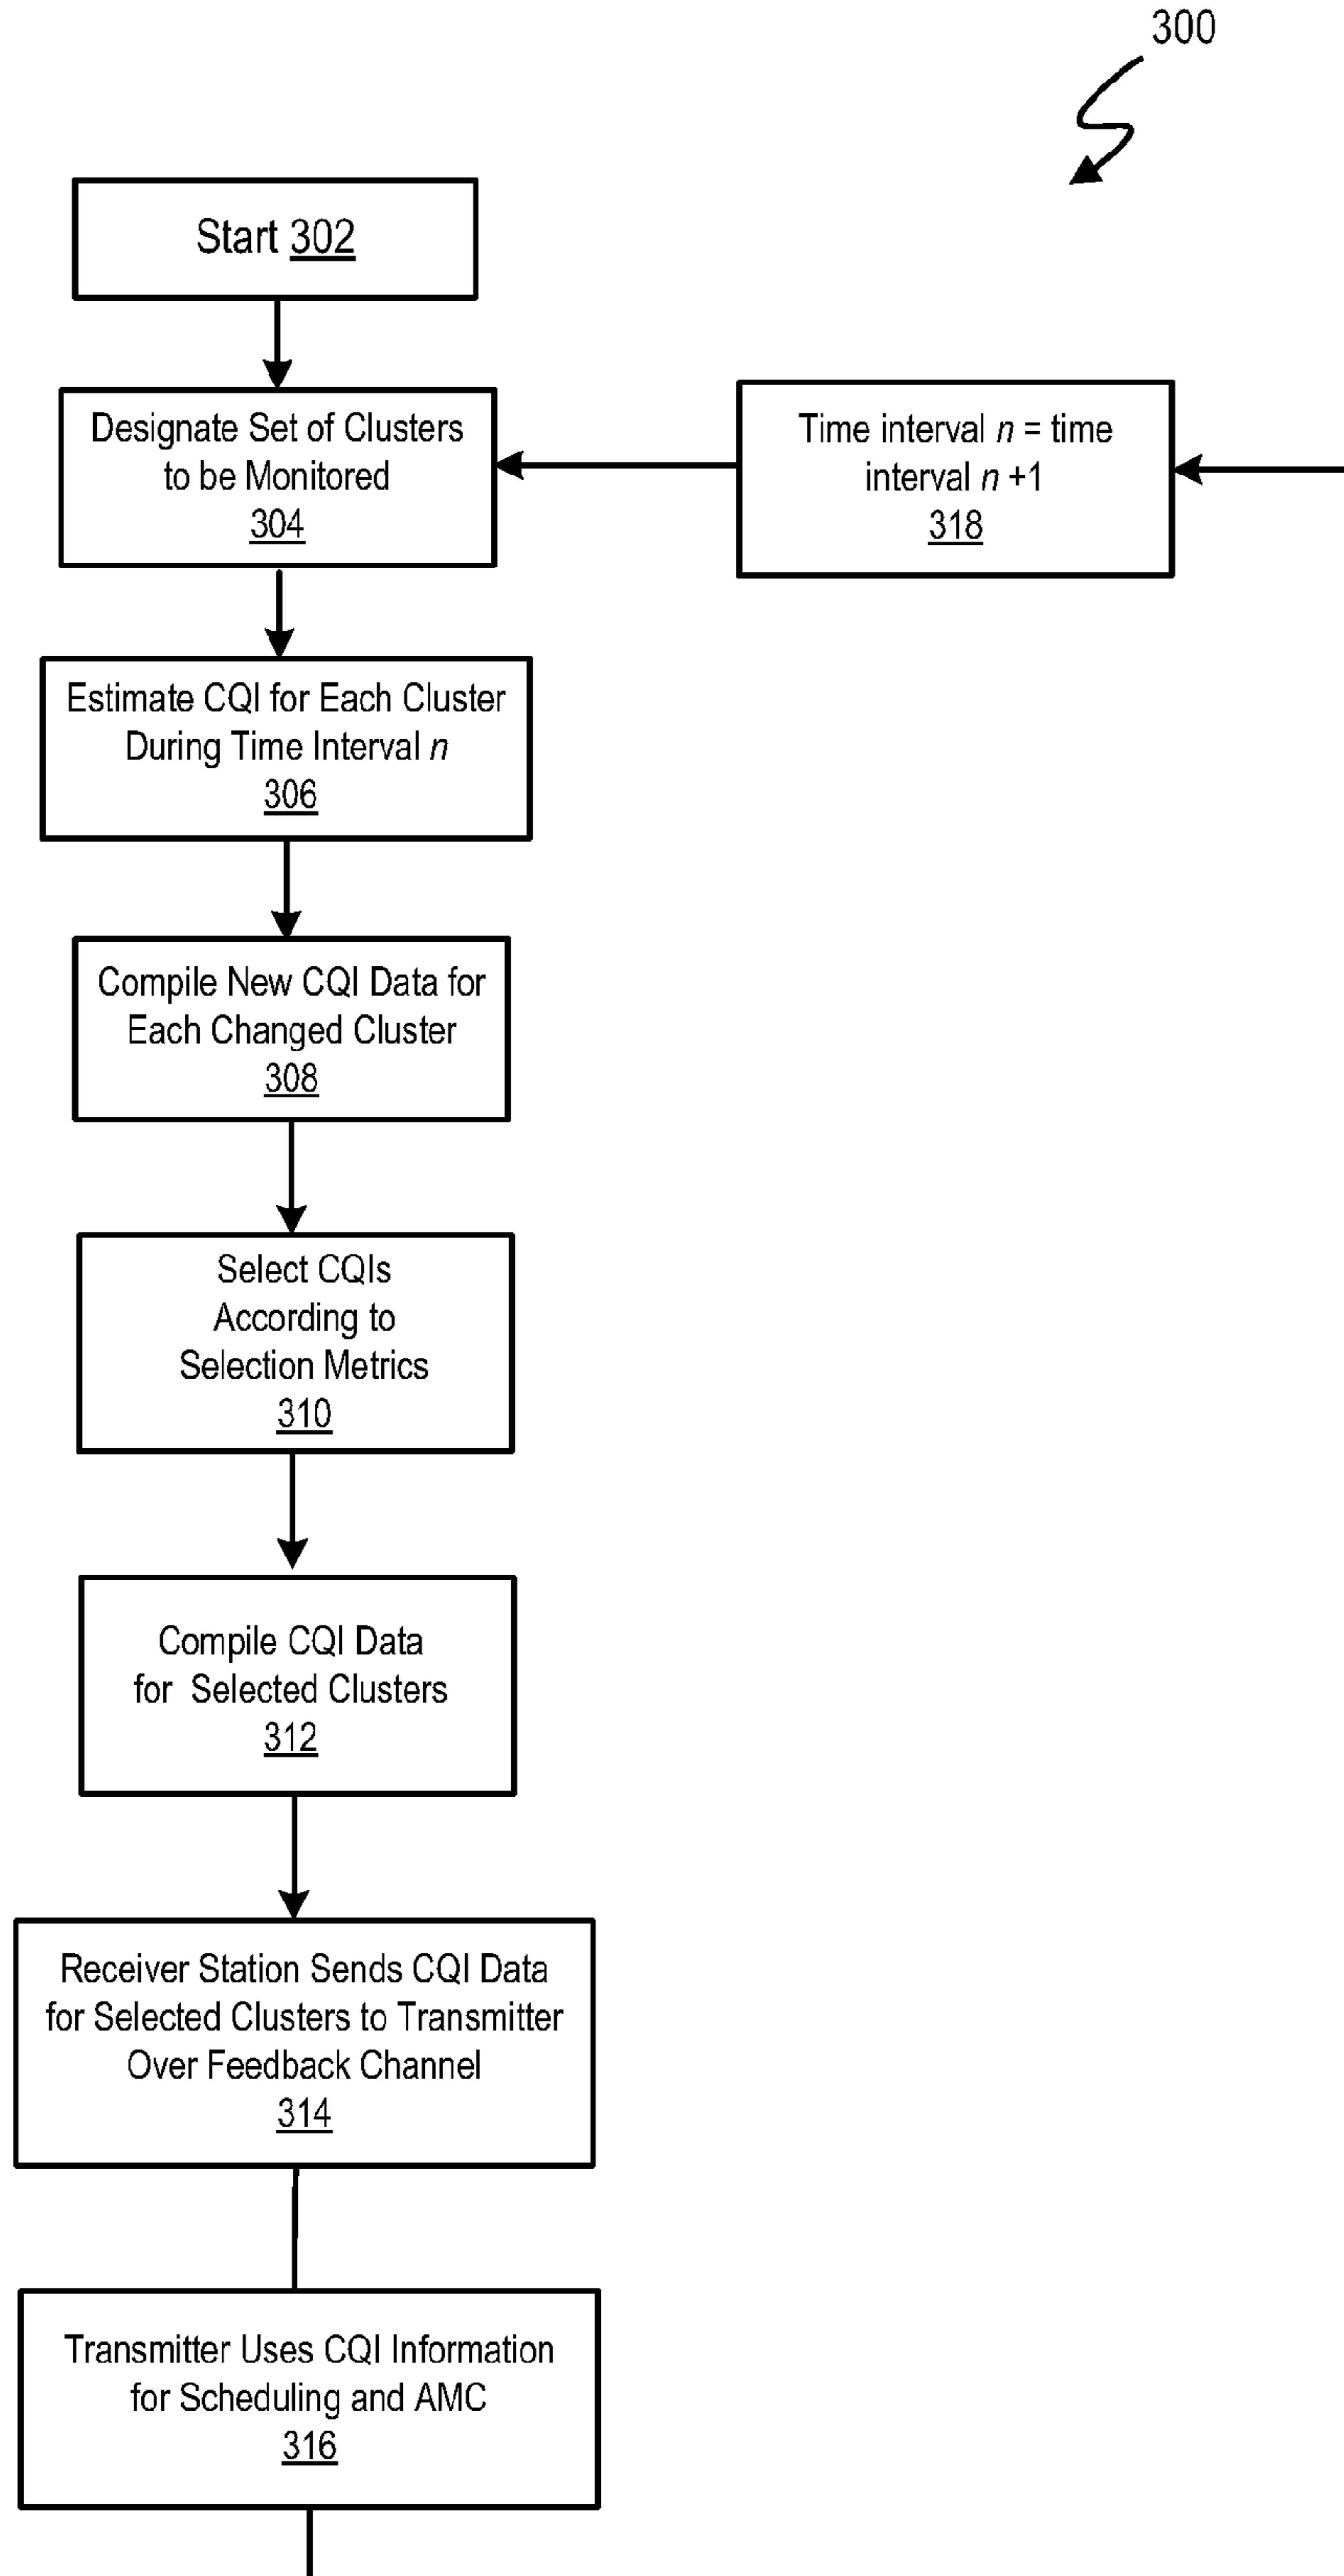 300
Start 302
Designate Set of Clusters
to be Monitored
304
Time interval n = time
interval n +1
318
Estimate CQI for Each Cluster
During Time Interval n
306
Compile New CQI Data for
Each Changed Cluster
308
Select CQIs
According to
Selection Metrics
310
Compile CQI Data
for Selected Clusters
312
Receiver Station Sends CQI Data
for Selected Clusters to Transmitter
Over Feedback Channel
314
Transmitter Uses CQI Information
for Scheduling and AMC
316